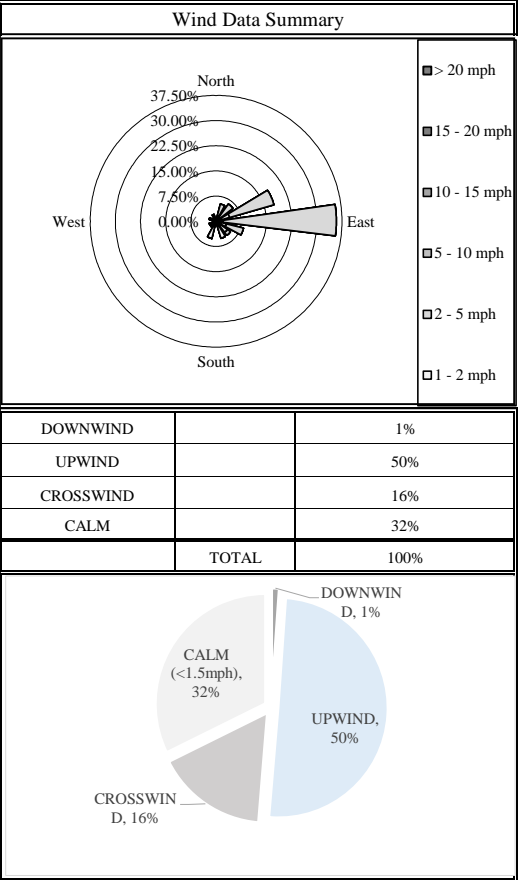 Wind Data Summary
North
37.50%
30.00%
22.50%
15.00%
7.50%
0.00%
West
East
South
> 20 mph
15 - 20 mph
10 - 15 mph
5 - 10 mph
2 - 5 mph
1 - 2 mph
DOWNWIND 1%
UPWIND 50%
CROSSWIND 16%
CALM 32%
TOTAL 100%
DOWNWIN
D, 1%
CALM
(<1.5mph),
32%
UPWIND,
50%
CROSSWIN
D, 16%